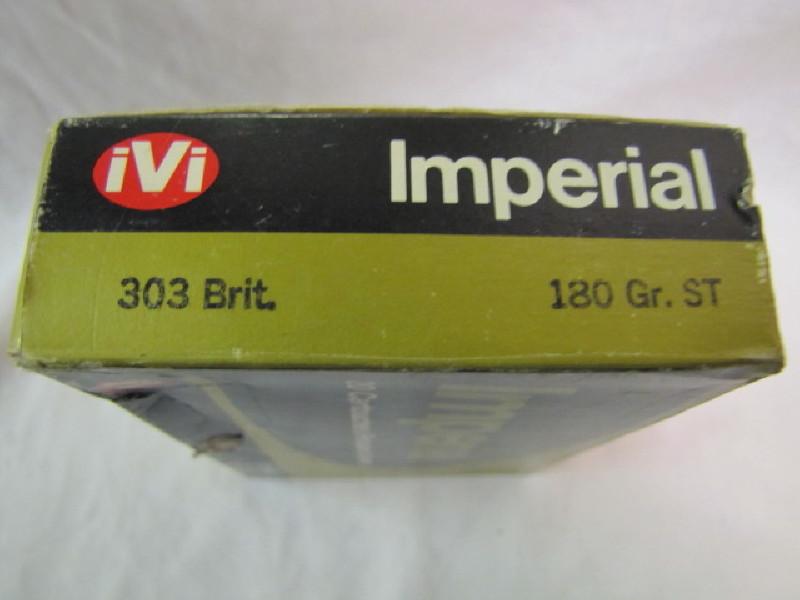 iVi Imperial
303 Brit. 180 Gr. ST